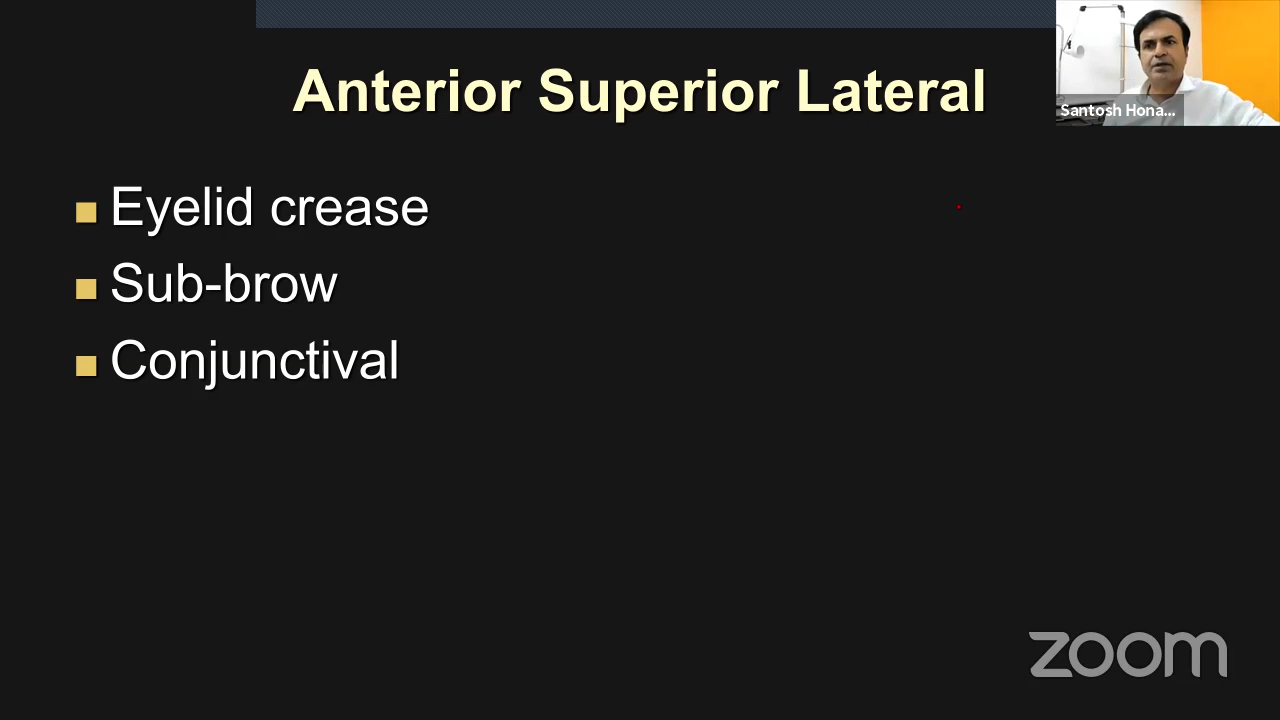 Anterior Superior Lateral
Santosh Hona...
Eyelid crease
Sub-brow
Conjunctival
zoom